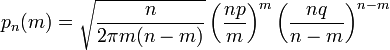 p_n(m) = \sqrt{\frac{n}{2\pi m(n-m)}} \left(\frac{np}{m}\right)^m \left(\frac{nq}{n-m}\right)^{n-m}